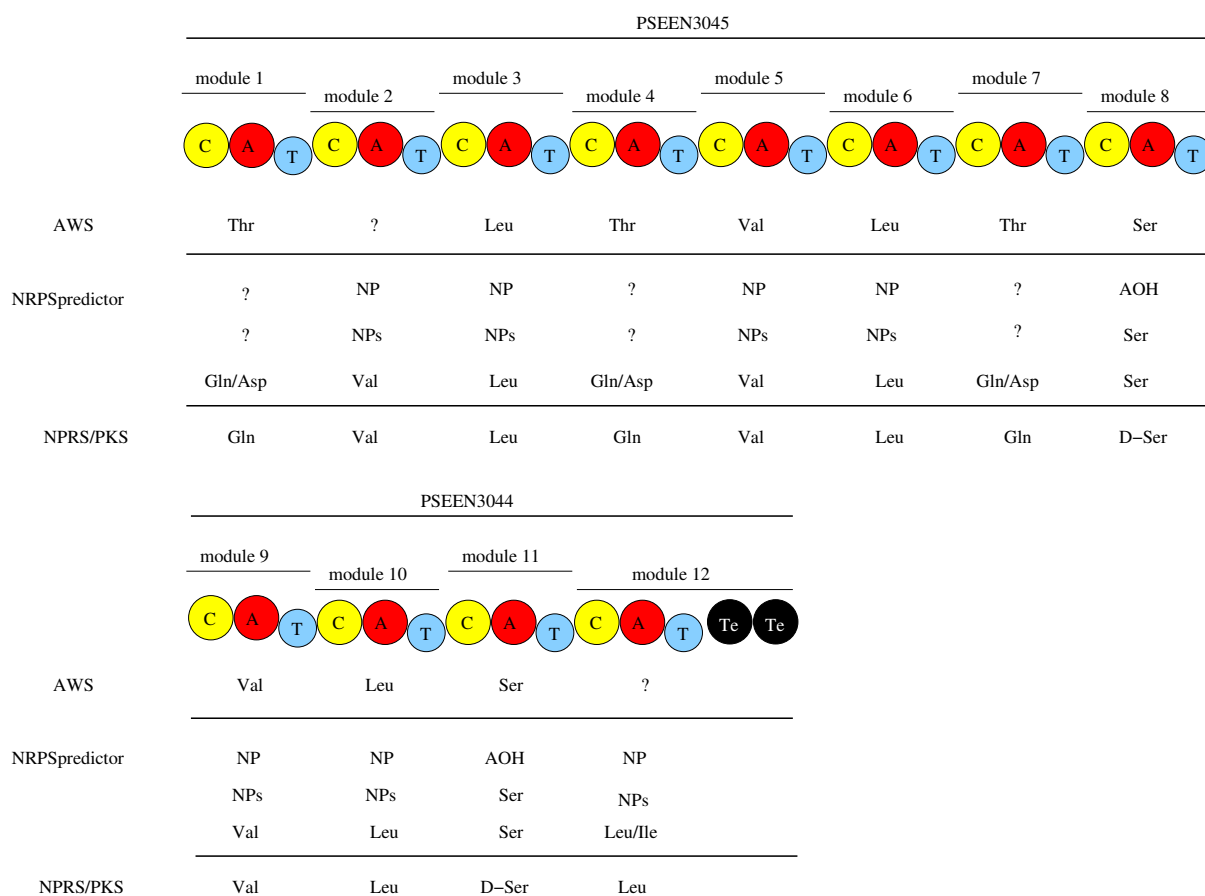 PSEEN3045
module 1 module 3 module 5 module 7
module 2 module 4 module 6 module 8
C A T C A T C A T C A T C A T C A T C A T C A T
AWS Thr ? Leu Thr Val Leu Thr Ser
NRPSpredictor ? NP NP ? NP NP ? AOH
? NPs NPs ? NPs NPs ? Ser
Gln/Asp Val Leu Gln/Asp Val Leu Gln/Asp Ser
NPRS/PKS Gln Val Leu Gln Val Leu Gln D-Ser
PSEEN3044
module 9 module 11
module 10 module 12
C A T C A T C A T C A T Te Te
AWS Val Leu Ser ?
NRPSpredictor NP NP AOH NP
NPs NPs Ser NPs
Val Leu Ser Leu/Ile
NPRS/PKS Val Leu D-Ser Leu